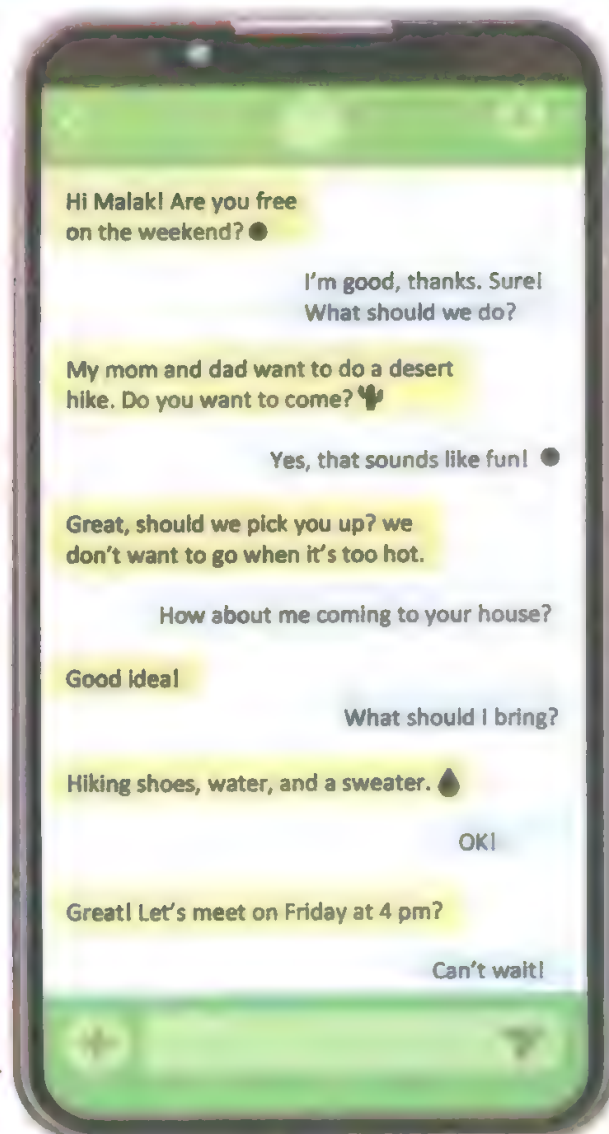 Hi Malak! Are you free
on the weekend?
I'm good, thanks. Sure!
What should we do?
My mom and dad want to do a desert
hike. Do you want to come?
Yes, that sounds like fun!
Great, should we pick you up? we
don't want to go when it's too hot.
How about me coming to your house?
Good idea!
What should I bring?
Hiking shoes, water, and a sweater.
OK!
Great! Let's meet on Friday at 4 pm?
Can't wait!